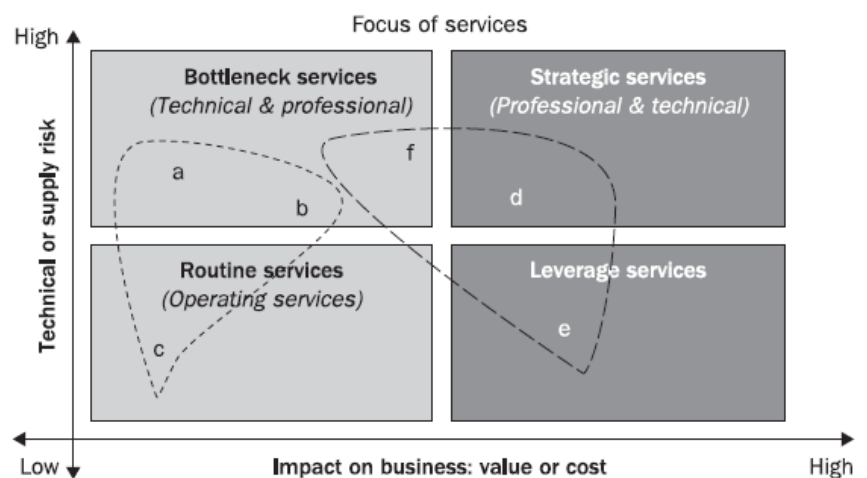 Focus of services
High
Bottleneck services
(Technical & professional)
Strategic services
(Professional & technical)
a
b
f
d
Technical or supply risk
Routine services
(Operating services)
Leverage services
c
e
Low
Impact on business: value or cost
High